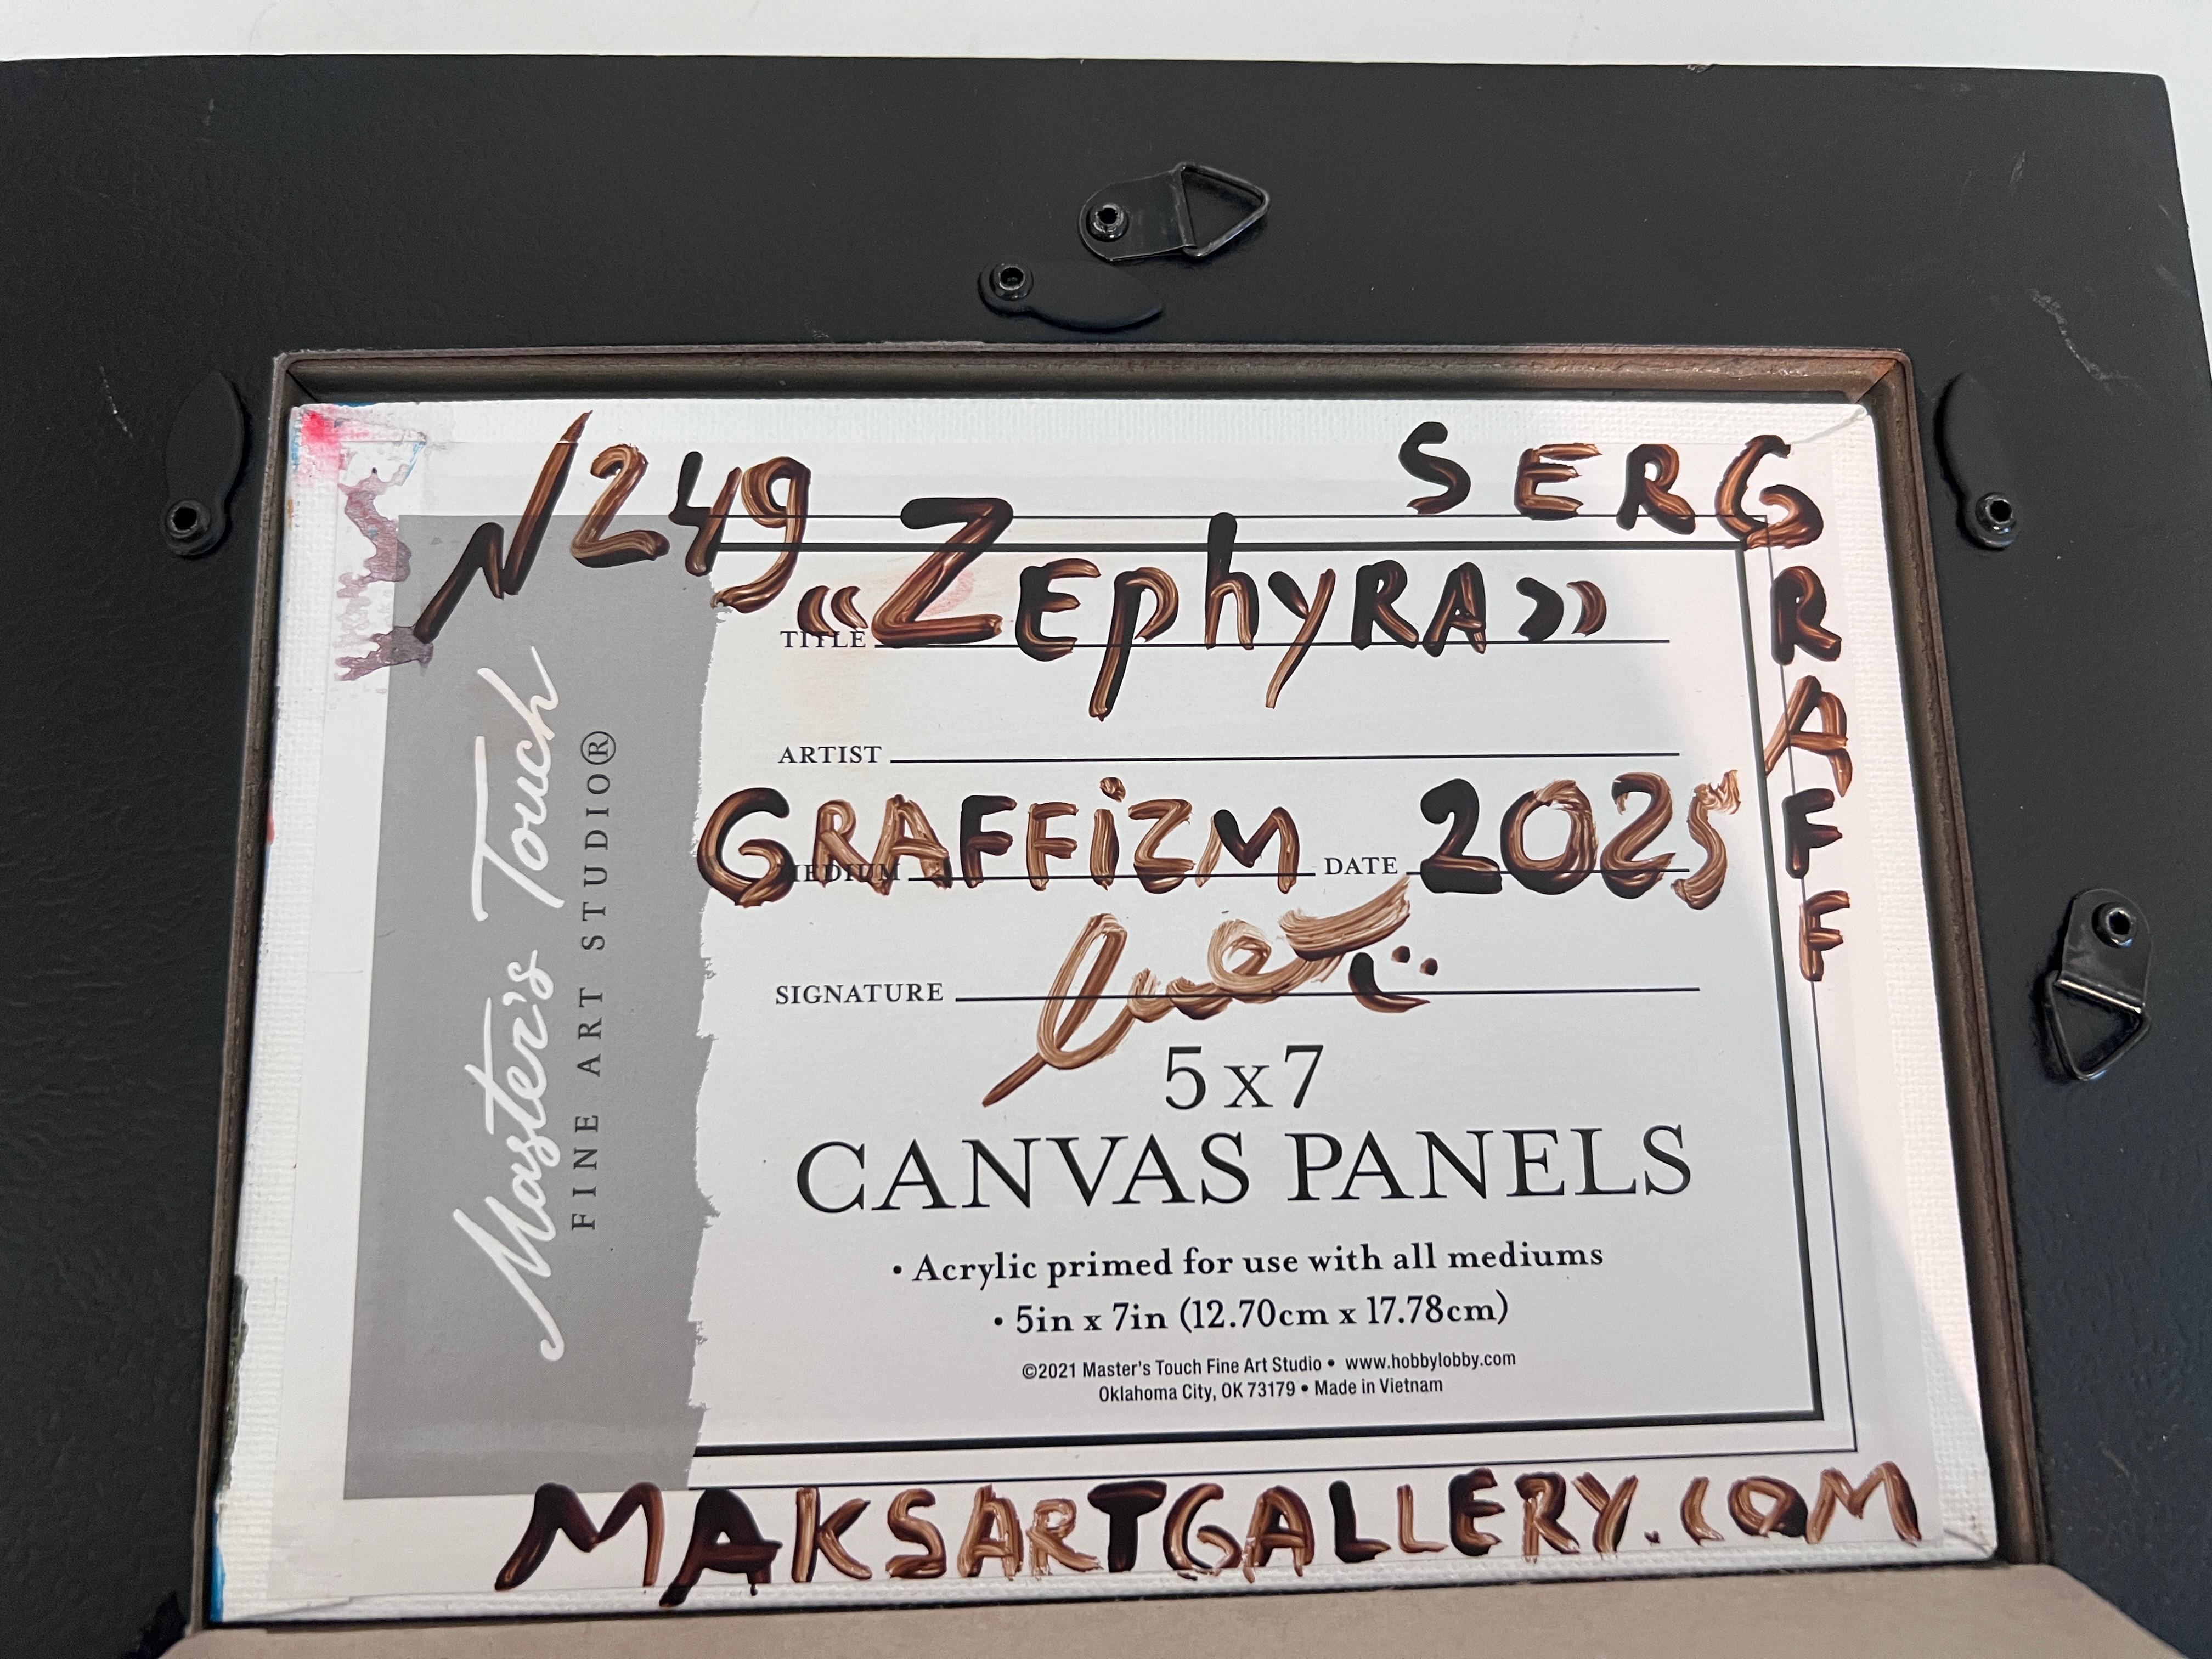 N249
SERG
GRAFF
TITLE «ZEphyRA»
ARTIST
GRAFFiZM 2025
MEDIUM DATE
SIGNATURE
5x7
CANVAS PANELS
• Acrylic primed for use with all mediums
• 5in x 7in (12.70cm x 17.78cm)
©2021 Master's Touch Fine Art Studio • www.hobbylobby.com
Oklahoma City, OK 73179 • Made in Vietnam
Master's Touch
FINE ART STUDIO®
MAKSARTGALLERY.COM